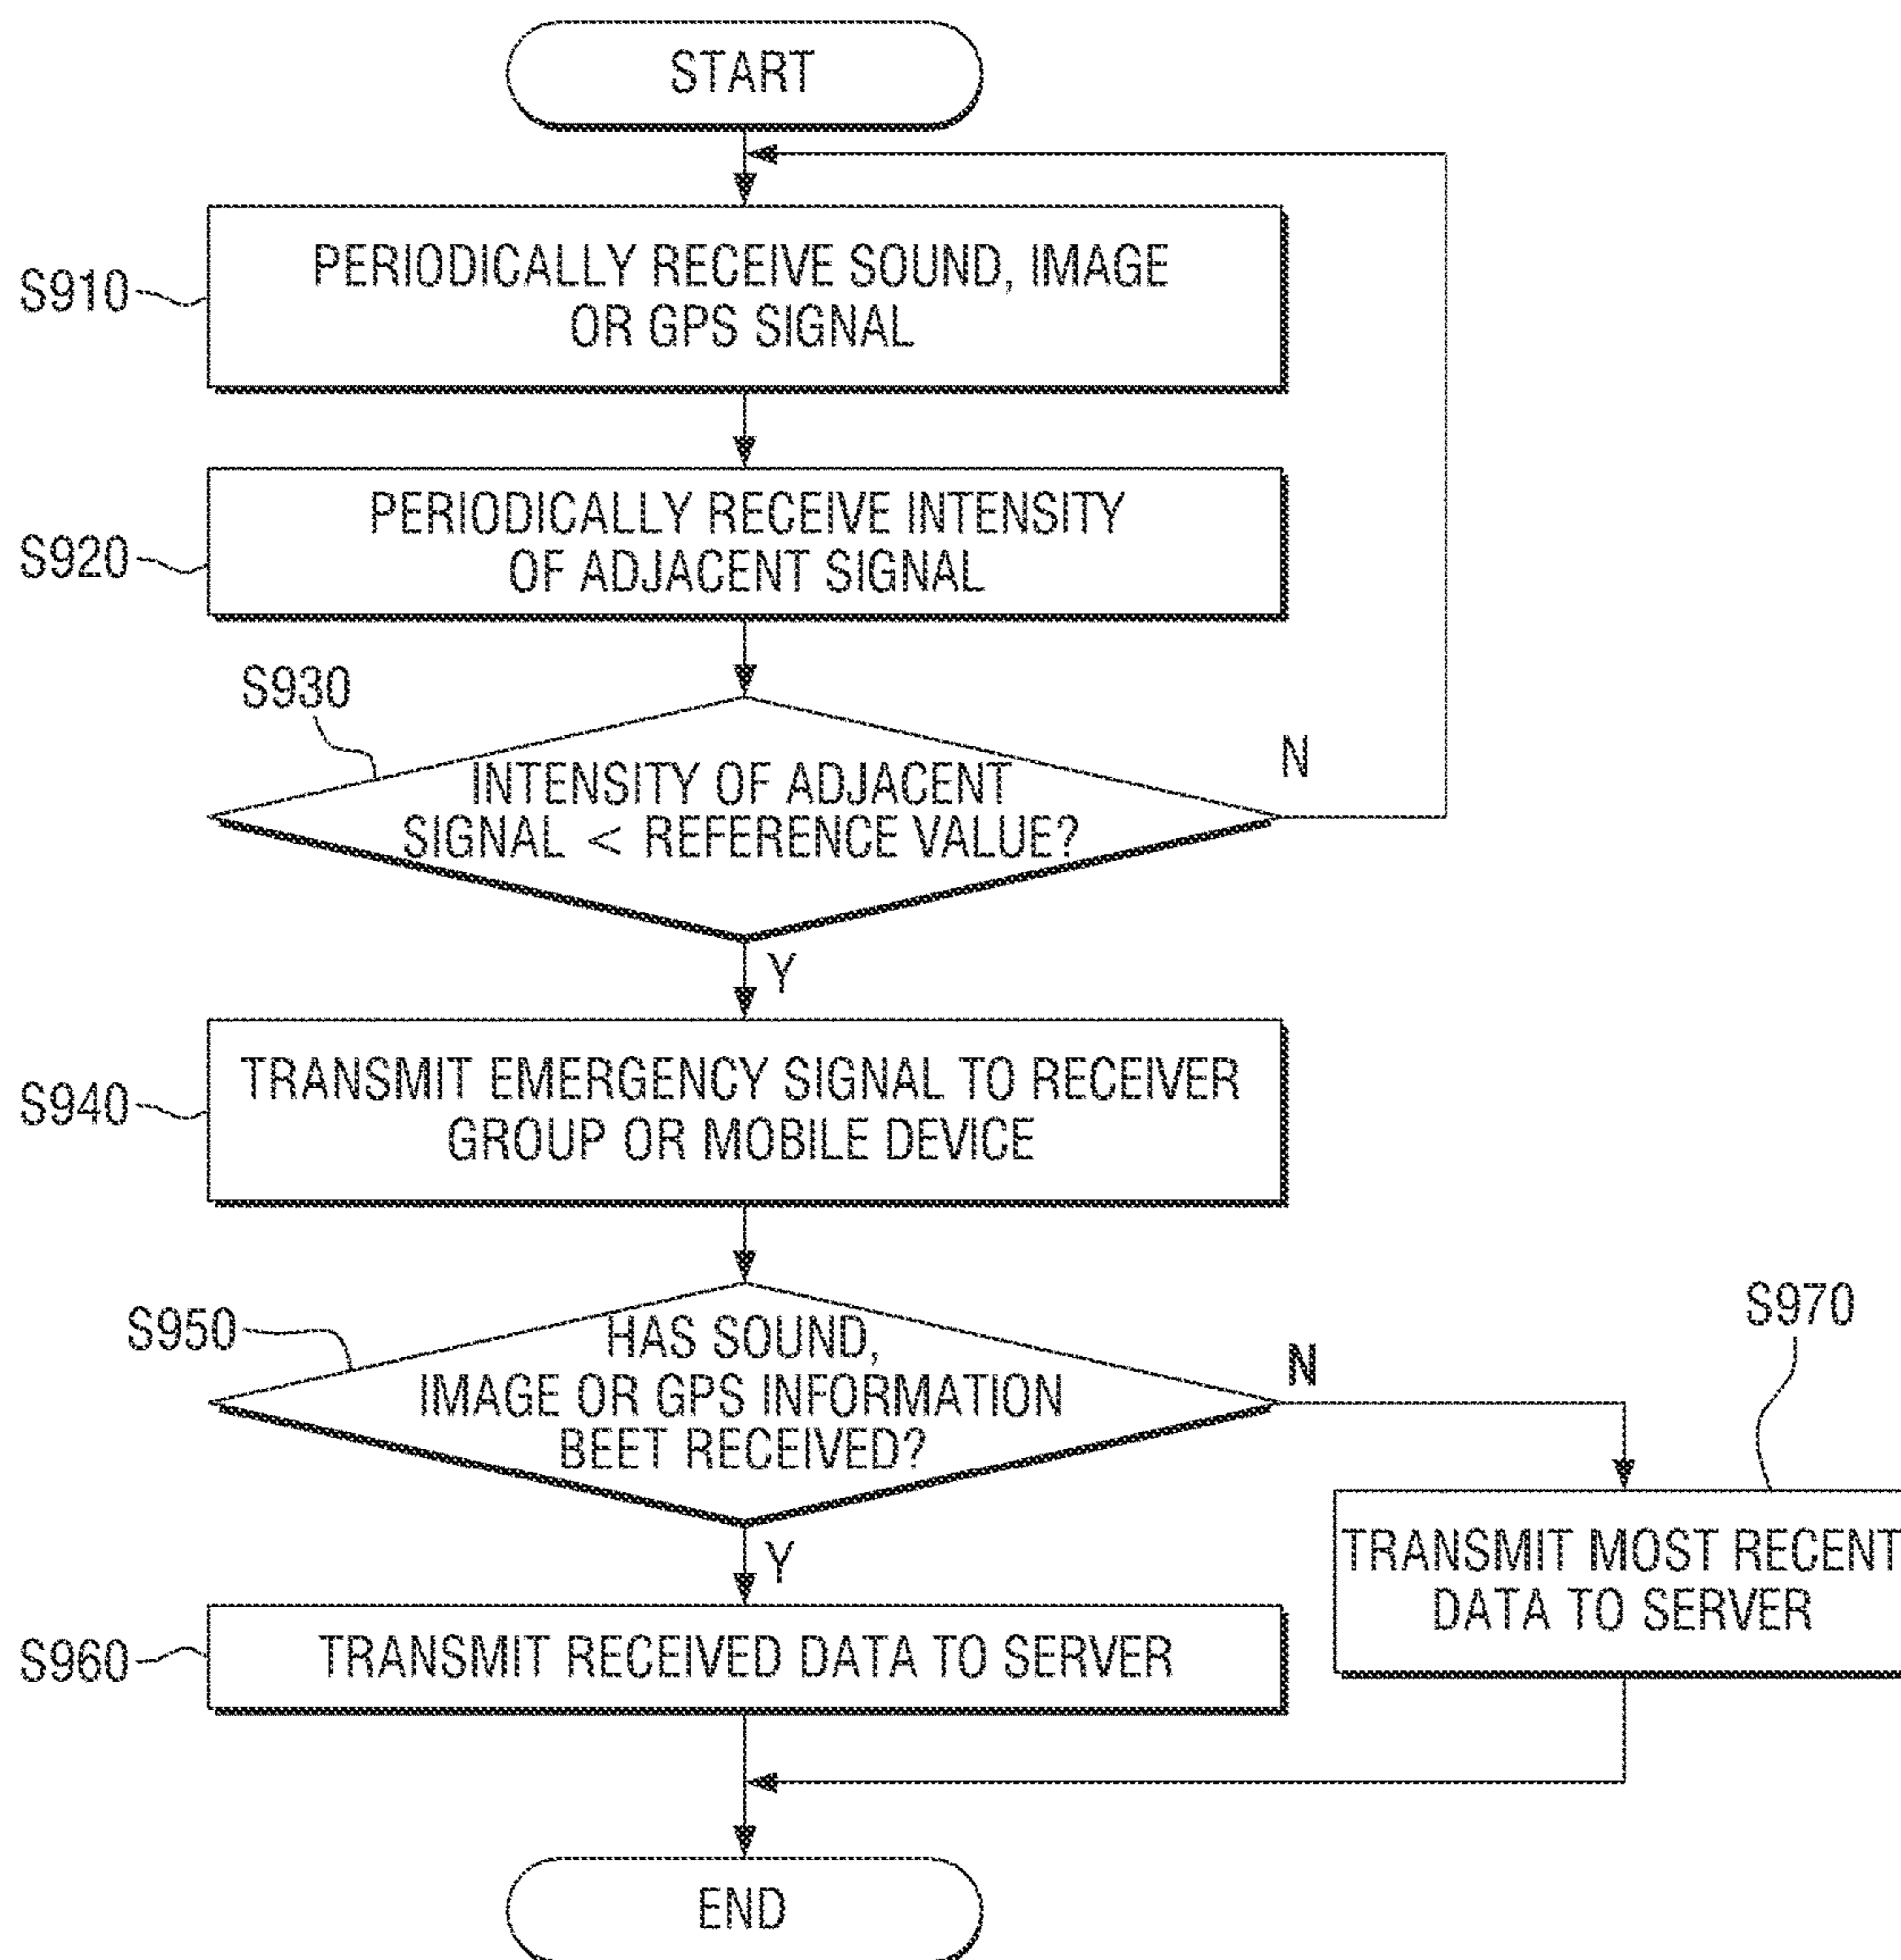 START
S910
PERIODICALLY RECEIVE SOUND, IMAGE
OR GPS SIGNAL
S920
PERIODICALLY RECEIVE INTENSITY
OF ADJACENT SIGNAL
S930
INTENSITY OF ADJACENT
SIGNAL < REFERENCE VALUE?
N
Y
S940
TRANSMIT EMERGENCY SIGNAL TO RECEIVER
GROUP OR MOBILE DEVICE
S950
HAS SOUND,
IMAGE OR GPS INFORMATION
BEET RECEIVED?
N
Y
S970
TRANSMIT MOST RECENT
DATA TO SERVER
S960
TRANSMIT RECEIVED DATA TO SERVER
END